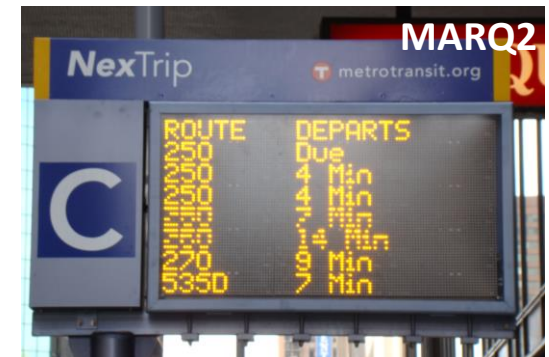 MARQ2
NexTrip
metrotransit.org
C
ROUTE DEPARTS
250 Due
250 4 Min
250 4 Min
7 Min
14 Min
270 9 Min
535D 7 Min